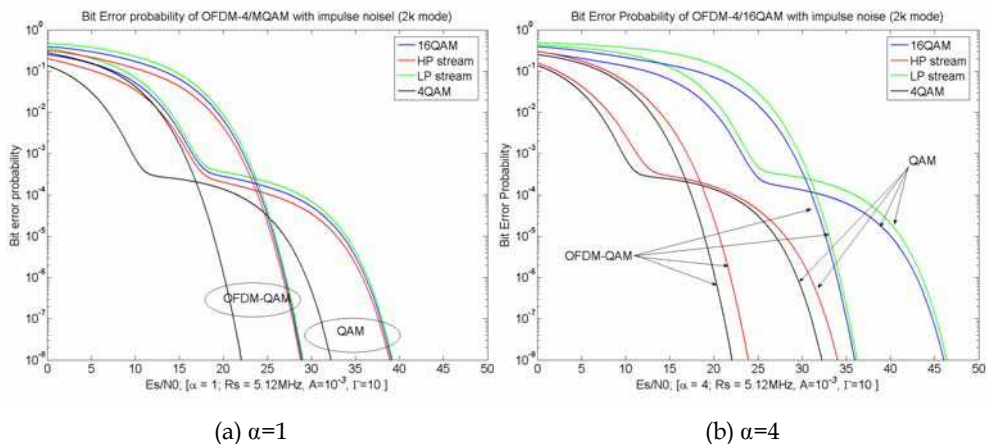 Bit Error probability of OFDM-4/MQAM with impulse noisel (2k mode)
16QAM
HP stream
LP stream
4QAM
Bit error probability
10^0
10^-1
10^-2
10^-3
10^-4
10^-5
10^-6
10^-7
10^-8
OFDM-QAM
QAM
0 5 10 15 20 25 30 35 40 45 50
Es/N0; [α = 1; Rs = 5.12MHz, A=10^-3, Γ=10 ]
(a) α=1
Bit Error Probability of OFDM-4/16QAM with impulse noise (2k mode)
16QAM
HP stream
LP stream
4QAM
Bit Error Probability
10^0
10^-1
10^-2
10^-3
10^-4
10^-5
10^-6
10^-7
10^-8
QAM
OFDM-QAM
0 5 10 15 20 25 30 35 40 45 50
Es/N0, [α = 4; Rs = 5.12MHz, A=10^-3, Γ=10 ]
(b) α=4